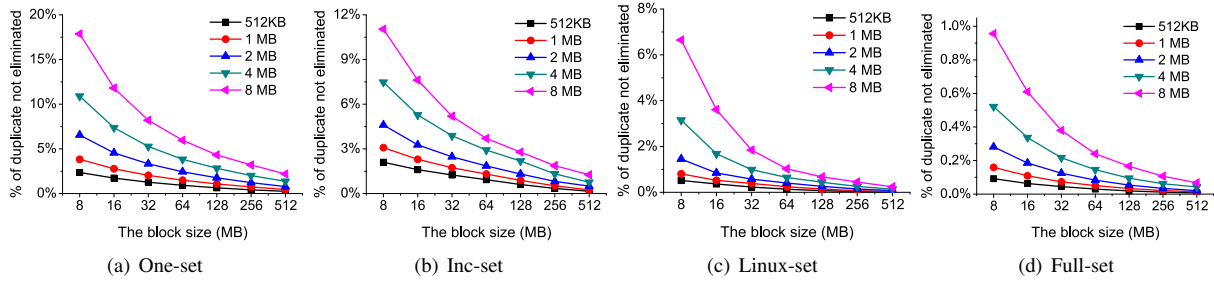 20%
15%
10%
5%
0%
% of duplicate not eliminated
512KB
1 MB
2 MB
4 MB
8 MB
8 16 32 64 128 256 512
The block size (MB)
(a) One-set
12%
9%
6%
3%
0%
% of duplicate not eliminated
512KB
1 MB
2 MB
4 MB
8 MB
8 16 32 64 128 256 512
The block size (MB)
(b) Inc-set
8%
6%
4%
2%
0%
% of duplicate not eliminated
512KB
1 MB
2 MB
4 MB
8 MB
8 16 32 64 128 256 512
The block size (MB)
(c) Linux-set
1.0%
0.8%
0.6%
0.4%
0.2%
0.0%
% of duplicate not eliminated
512KB
1 MB
2 MB
4 MB
8 MB
8 16 32 64 128 256 512
The block size (MB)
(d) Full-set